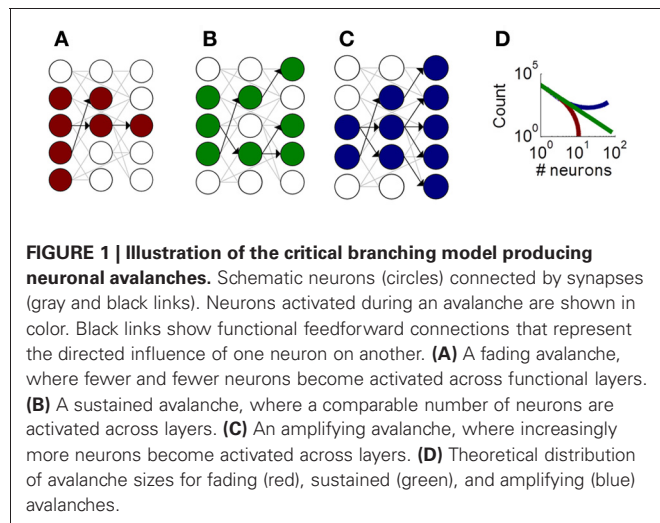 A B C D
Count
10^5
10^0
10^0 10^1 10^2
# neurons
FIGURE 1 | Illustration of the critical branching model producing
neuronal avalanches. Schematic neurons (circles) connected by synapses
(gray and black links). Neurons activated during an avalanche are shown in
color. Black links show functional feedforward connections that represent
the directed influence of one neuron on another. (A) A fading avalanche,
where fewer and fewer neurons become activated across functional layers.
(B) A sustained avalanche, where a comparable number of neurons are
activated across layers. (C) An amplifying avalanche, where increasingly
more neurons become activated across layers. (D) Theoretical distribution
of avalanche sizes for fading (red), sustained (green), and amplifying (blue)
avalanches.